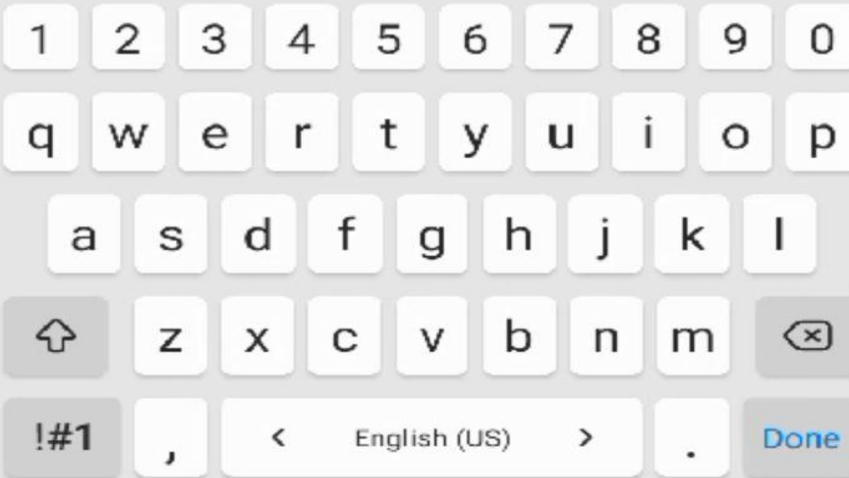 1 2 3 4 5 6 7 8 9 0
q w e r t y u i o p
a s d f g h j k l
z x c v b n m
!#1 , < English (US) > . Done